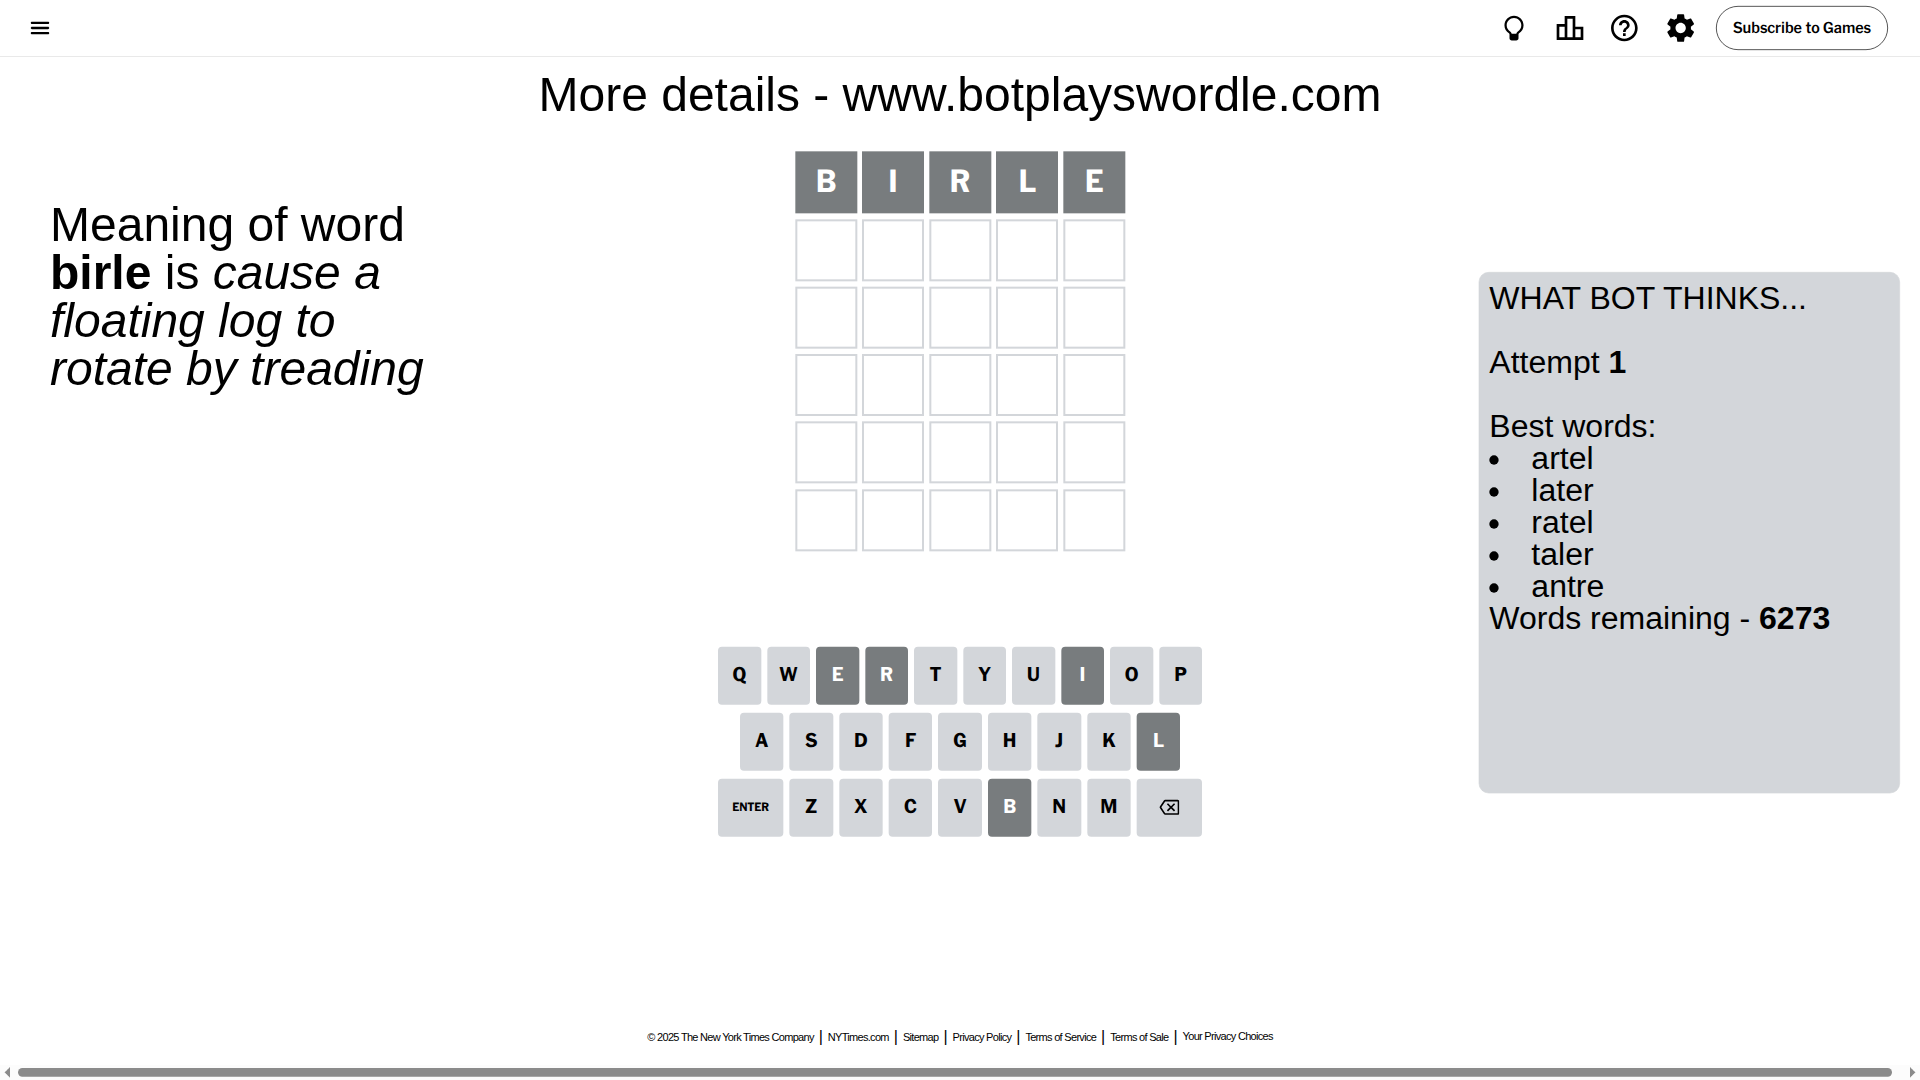 Subscribe to Games
More details - www.botplayswordle.com
BIRLE
Meaning of word
birle is cause a
floating log to
rotate by treading
WHAT BOT THINKS...
Attempt 1
Best words:
• artel
• later
• ratel
• taler
• antre
Words remaining - 6273
Q W E R T Y U I O P
A S D F G H J K L
ENTER Z X C V B N M
© 2025 The New York Times Company | NYTimes.com | Sitemap | Privacy Policy | Terms of Service | Terms of Sale | Your Privacy Choices